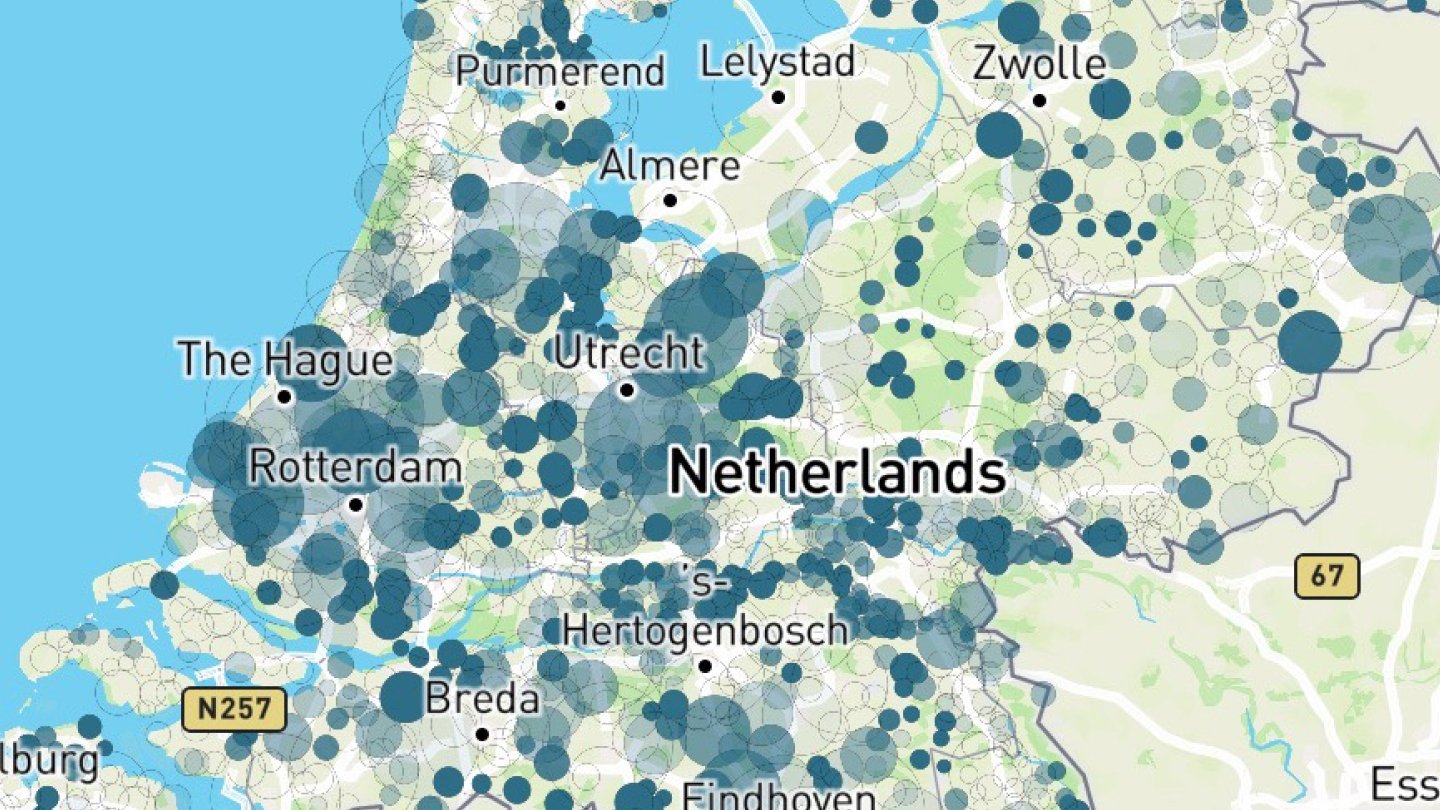 Purmerend
Lelystad
Zwolle
Almere
The Hague
Utrecht
Rotterdam
Netherlands
's-
Hertogenbosch
67
N257
Breda
lburg
Eindhoven
Ess